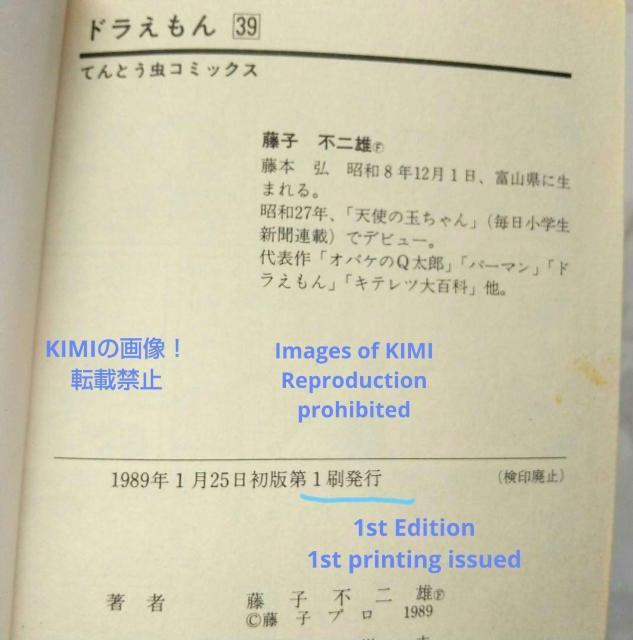 ドラえもん 39
てんとう虫コミックス
藤子 不二雄Ⓕ
藤本 弘 昭和8年12月1日、富山県に生
まれる。
昭和27年、「天使の玉ちゃん」(毎日小学生
新聞連載)でデビュー。
代表作「オバケのQ太郎」「パーマン」「ド
ラえもん」「キテレツ大百科」他。
KIMIの画像!
転載禁止
Images of KIMI
Reproduction
prohibited
1989年1月25日初版第1刷発行 (検印廃止)
1st Edition
1st printing issued
著者 藤子不二雄Ⓕ
©藤子プロ 1989